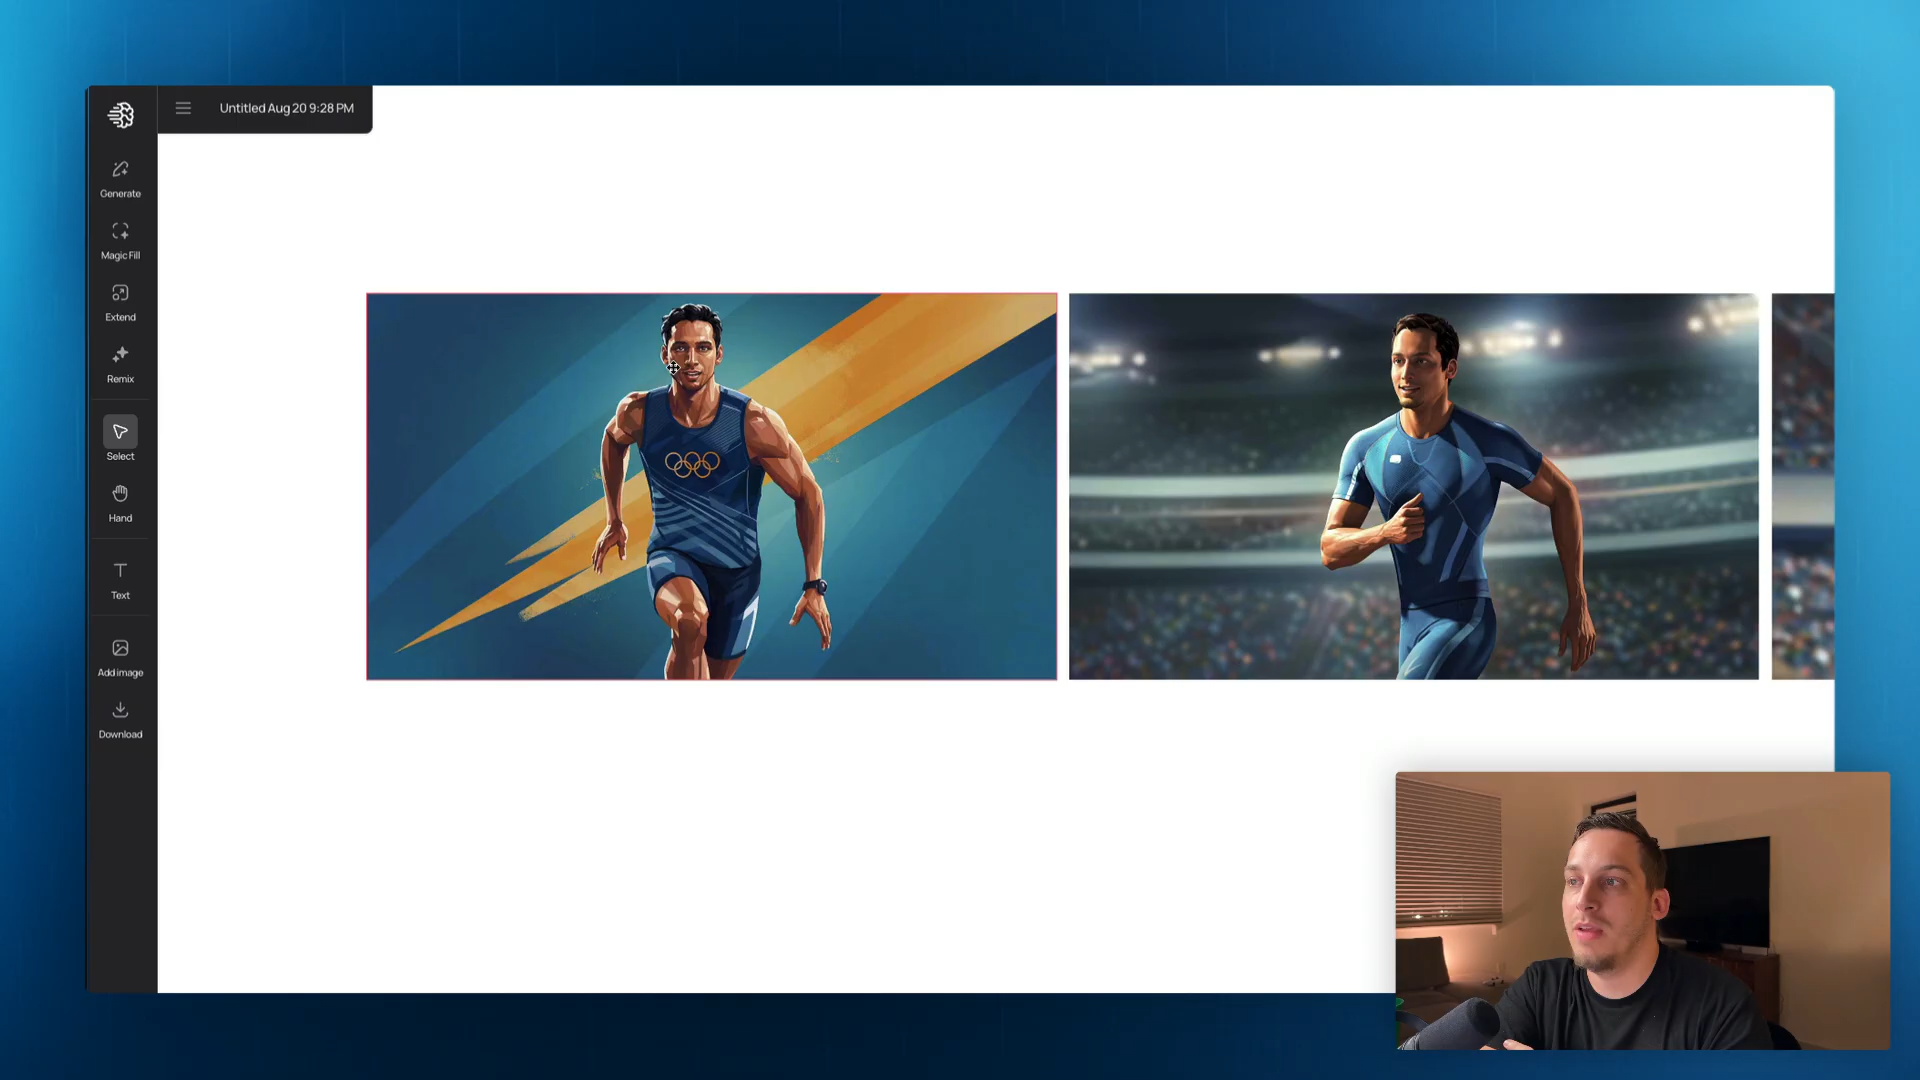 Untitled Aug 20 9:28 PM
Generate
Magic Fill
Extend
Remix
Select
Hand
Text
Add image
Download